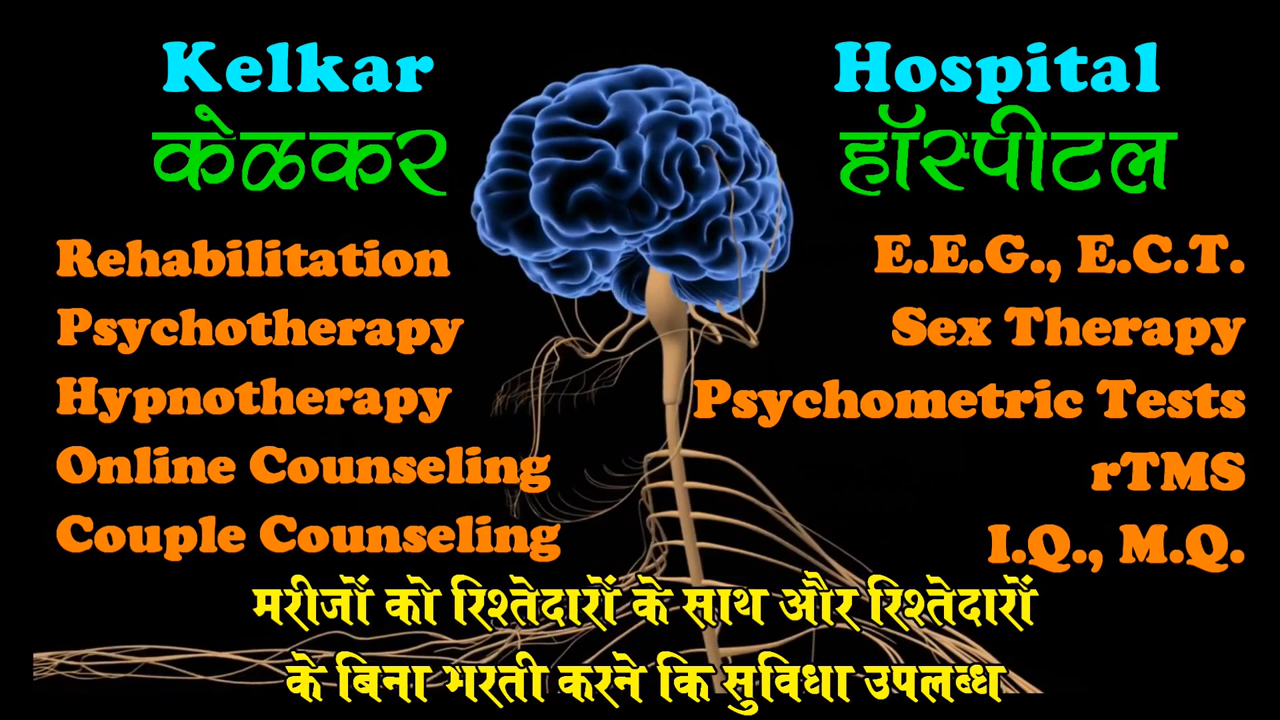 Kelkar Hospital
केळकर हॉस्पीटल
Rehabilitation
Psychotherapy
Hypnotherapy
Online Counseling
Couple Counseling
E.E.G., E.C.T.
Sex Therapy
Psychometric Tests
rTMS
I.Q., M.Q.
मरीजों को रिश्तेदारों के साथ और रिश्तेदारों
के बिना भरती करने कि सुविधा उपलब्ध